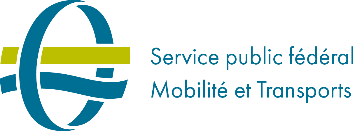 Service public fédéral
Mobilité et Transports